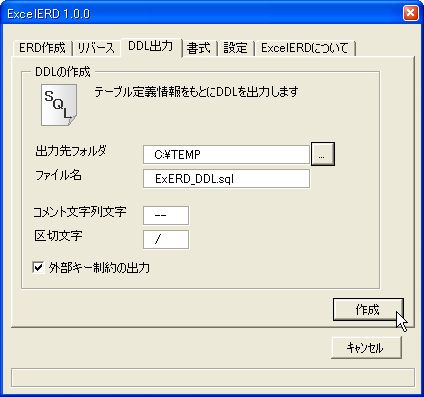 ExcelERD 1.0.0
ERD作成 リバース DDL出力 書式 設定 ExcelERDについて
DDLの作成
SQL
テーブル定義情報をもとにDDLを出力します
出力先フォルダ C:¥TEMP ...
ファイル名 ExERD_DDL.sql
コメント文字列文字 --
区切文字 /
外部キー制約の出力
作成
キャンセル